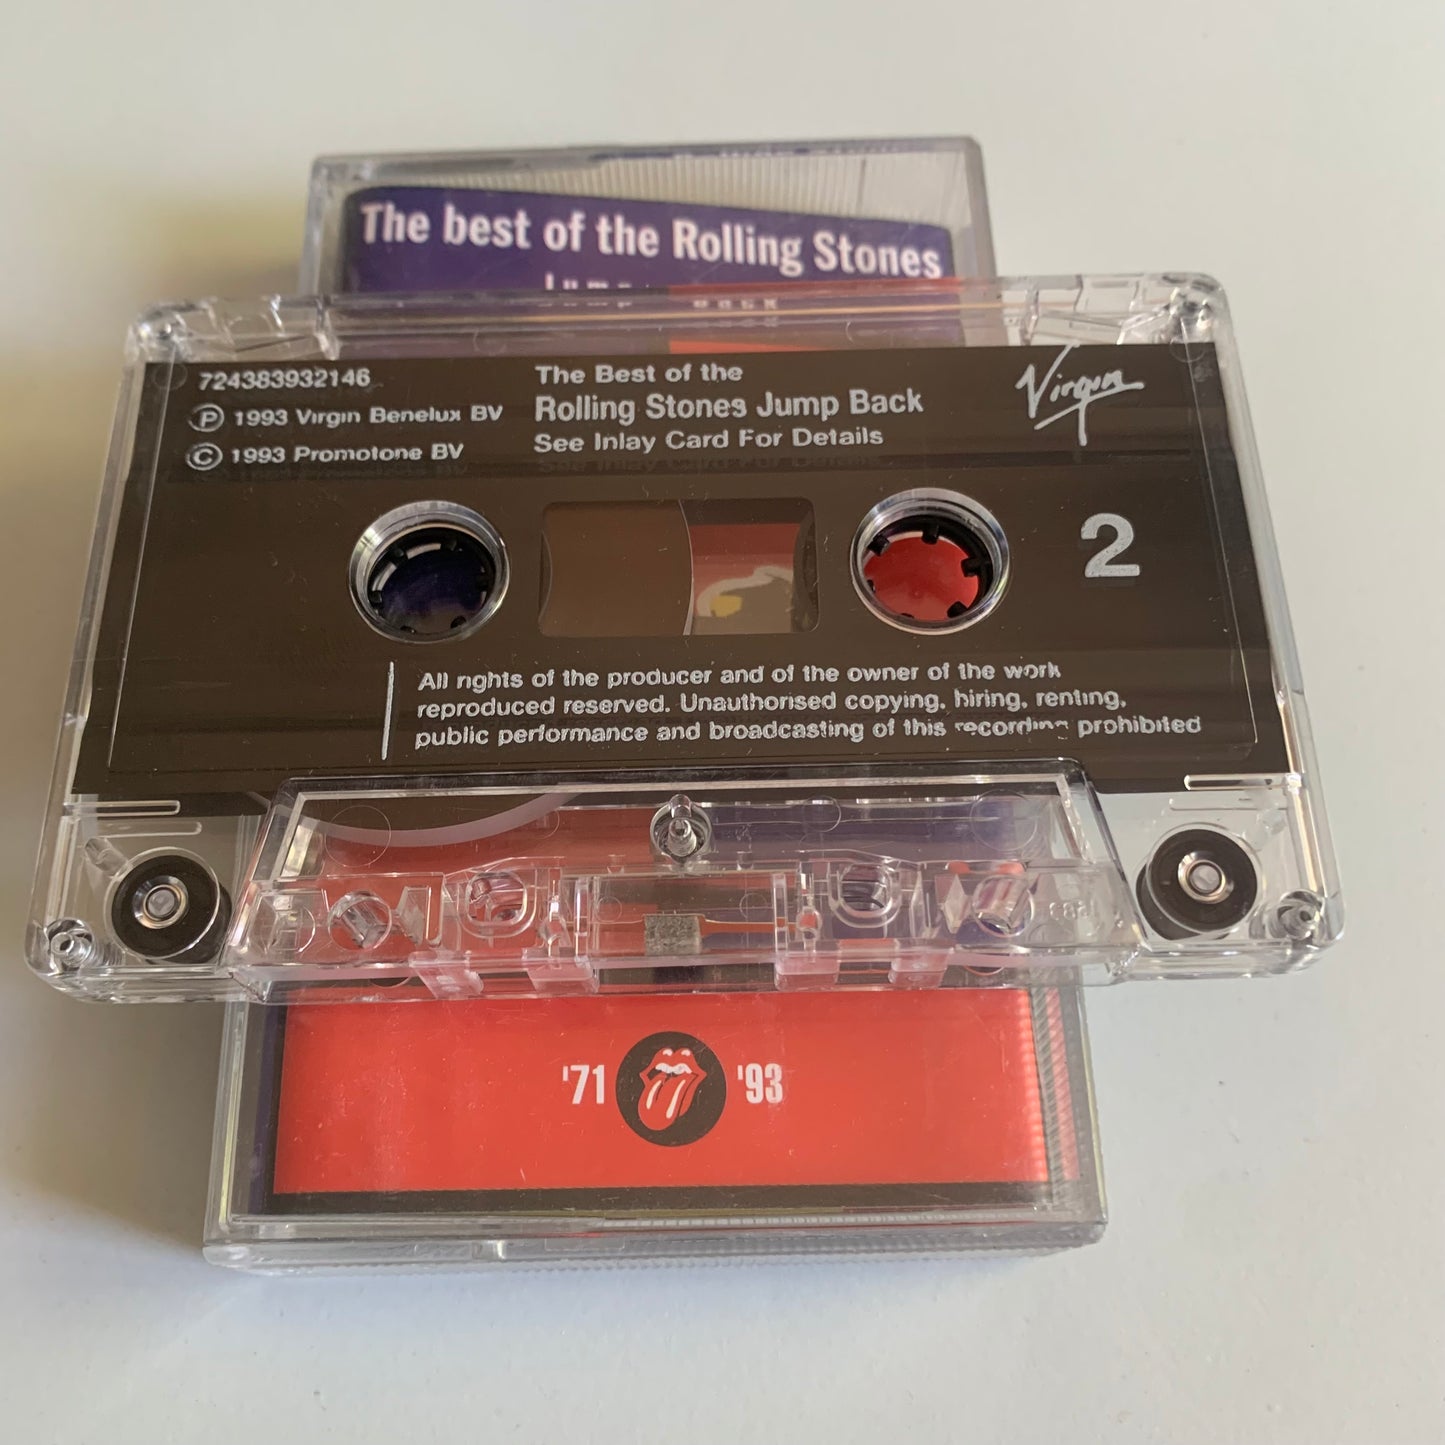 The best of the Rolling Stones
Jump Back
724383932146
Ⓟ 1993 Virgin Benelux BV
© 1993 Promotone BV
The Best of the
Rolling Stones Jump Back
See Inlay Card For Details
Virgin
2
All rights of the producer and of the owner of the work
reproduced reserved. Unauthorised copying, hiring, renting,
public performance and broadcasting of this recording prohibited
'71 '93